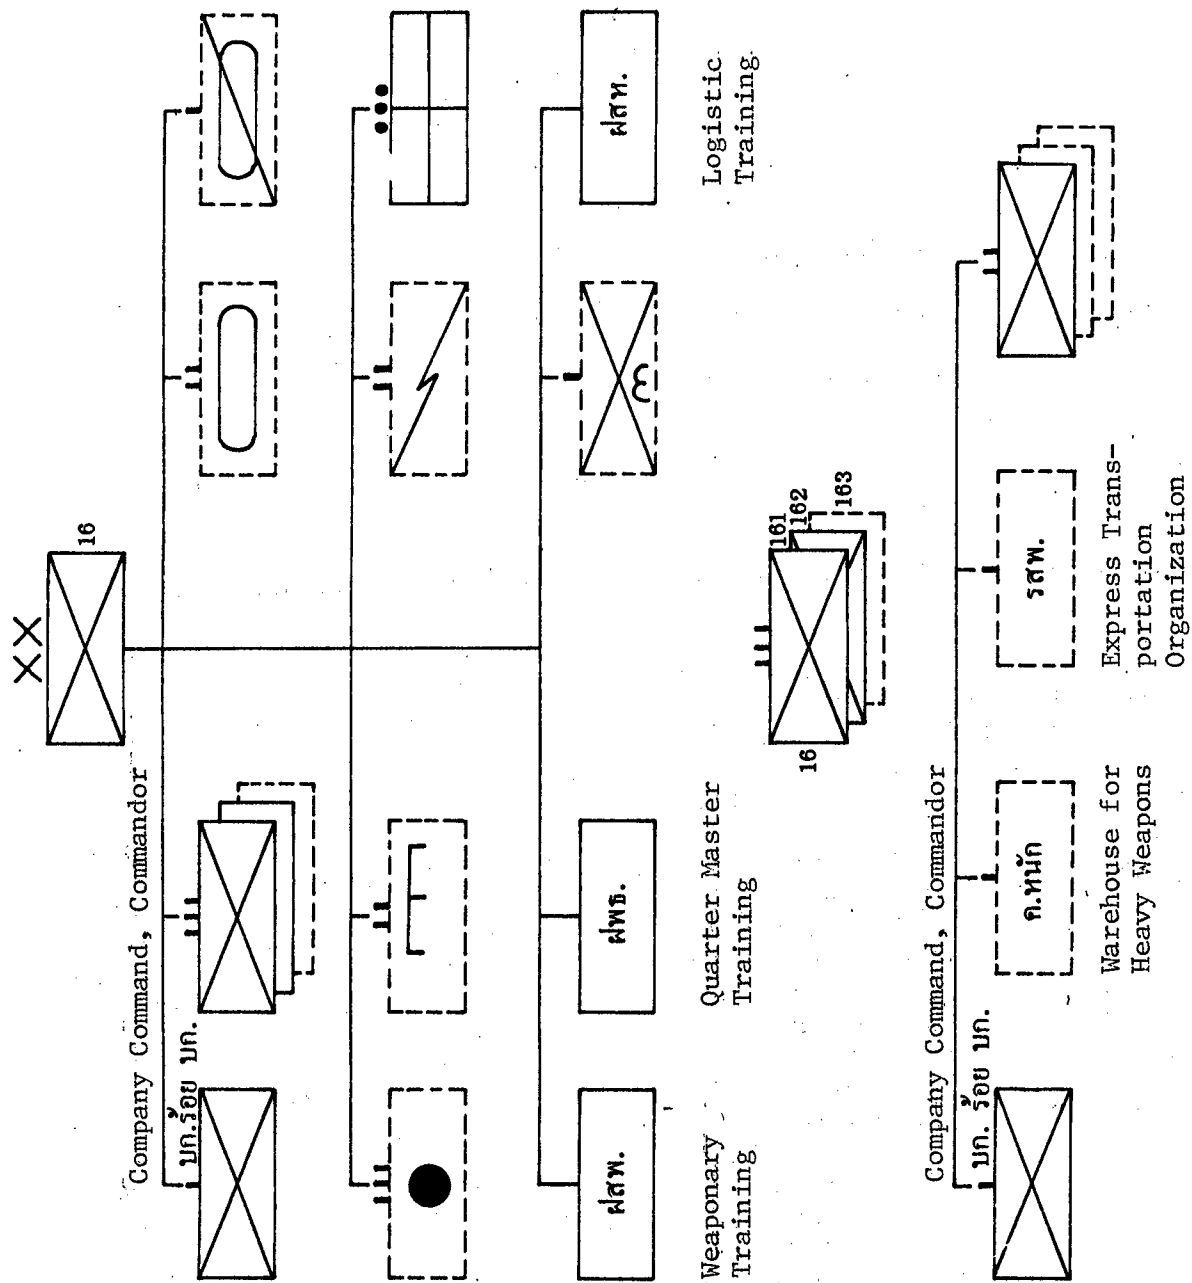 XX
16
Company Command, Commandor
บก.ร้อย บก.
ฝสพ.
ฝพธ.
ฝสห.
Weaponary
Training
Quarter Master
Training
Logistic
Training
16
161
162
163
Company Command, Commandor
บก. ร้อย บก.
ค.หนัก
รสพ.
Warehouse for
Heavy Weapons
Express Trans-
portation
Organization